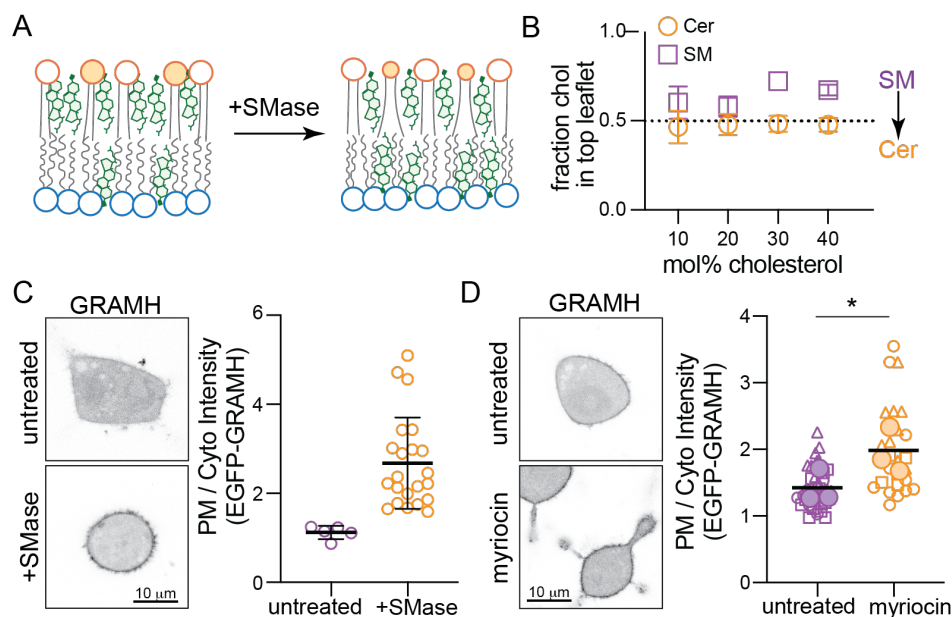 A
+SMase
B
Cer
SM
fraction chol
in top leaflet
1.0
0.5
0.0
10
20
30
40
mol% cholesterol
SM
Cer
C
GRAMH
untreated
+SMase
10 µm
PM / Cyto Intensity
(EGFP-GRAMH)
6
4
2
0
untreated
+SMase
D
GRAMH
untreated
myriocin
10 µm
PM / Cyto Intensity
(EGFP-GRAMH)
*
4
3
2
1
0
untreated
myriocin